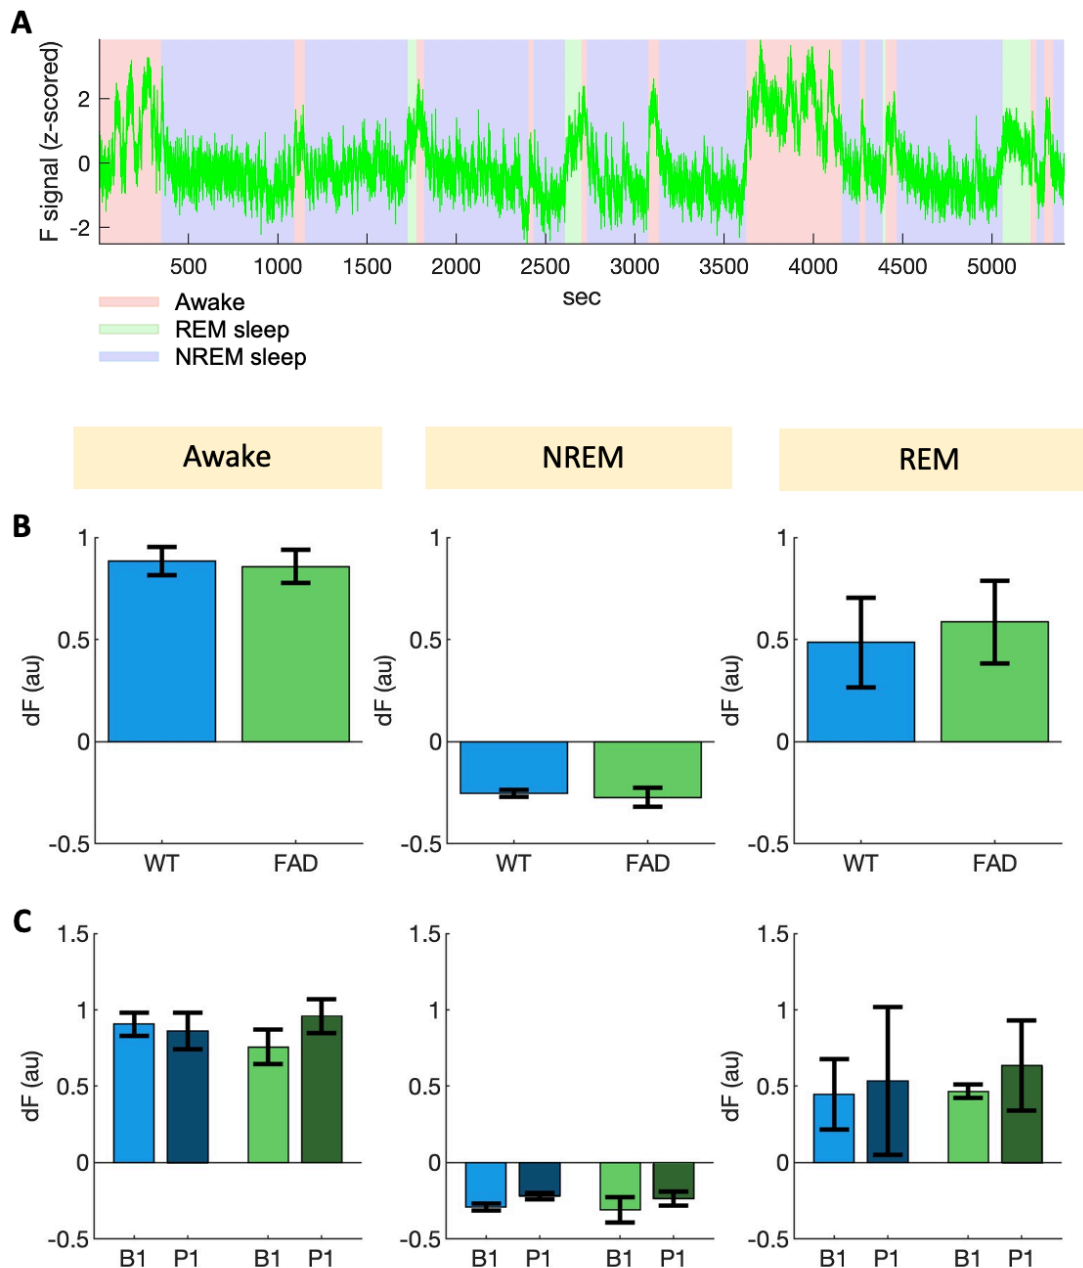 A
F signal (z-scored)
2
0
-2
500 1000 1500 2000 2500 3000 3500 4000 4500 5000
sec
Awake
REM sleep
NREM sleep
Awake NREM REM
B
dF (au)
1
0.5
0
-0.5
WT FAD
dF (au)
1
0.5
0
-0.5
WT FAD
dF (au)
1
0.5
0
-0.5
WT FAD
C
dF (au)
1.5
1
0.5
0
-0.5
B1 P1 B1 P1
dF (au)
1.5
1
0.5
0
-0.5
B1 P1 B1 P1
dF (au)
1.5
1
0.5
0
-0.5
B1 P1 B1 P1